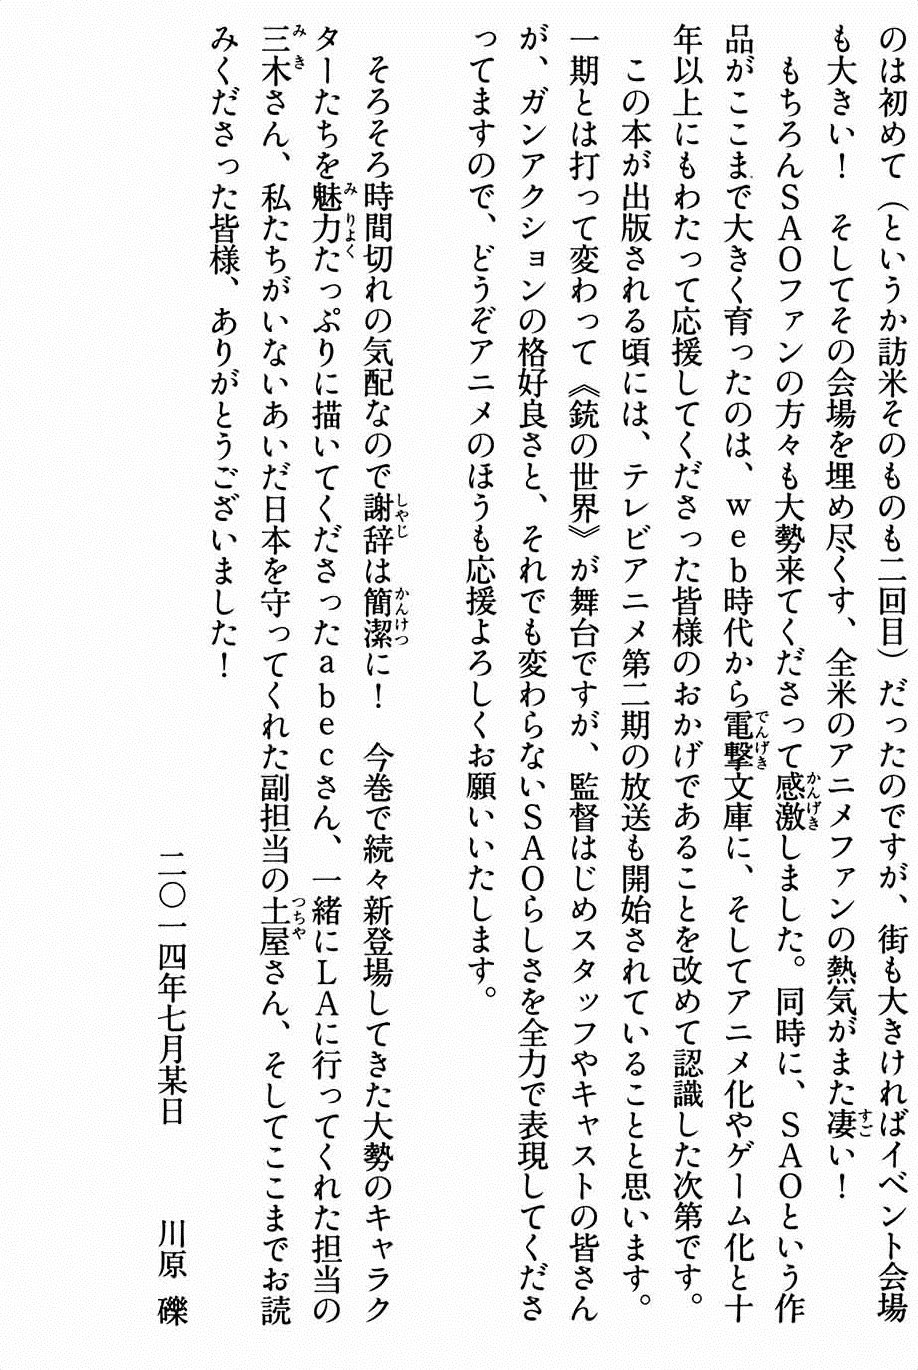 のは初めて（というか訪米そのものも二回目）だったのですが、街も大きければイベント会場
も大きい！　そしてその会場を埋め尽くす、全米のアニメファンの熱気がまた凄い！
　もちろんＳＡＯファンの方々も大勢来てくださって感激しました。同時に、ＳＡＯという作
品がここまで大きく育ったのは、ｗｅｂ時代から電撃文庫に、そしてアニメ化やゲーム化と十
年以上にもわたって応援してくださった皆様のおかげであることを改めて認識した次第です。
　この本が出版される頃には、テレビアニメ第二期の放送も開始されていることと思います。
一期とは打って変わって《銃の世界》が舞台ですが、監督はじめスタッフやキャストの皆さん
が、ガンアクションの格好良さと、それでも変わらないＳＡＯらしさを全力で表現してくださ
ってますので、どうぞアニメのほうも応援よろしくお願いいたします。
　そろそろ時間切れの気配なので謝辞は簡潔に！　今巻で続々新登場してきた大勢のキャラク
ターたちを魅力たっぷりに描いてくださったａｂｅｃさん、一緒にＬＡに行ってくれた担当の
三木さん、私たちがいないあいだ日本を守ってくれた副担当の土屋さん、そしてここまでお読
みくださった皆様、ありがとうございました！
二〇一四年七月某日　　川原　礫